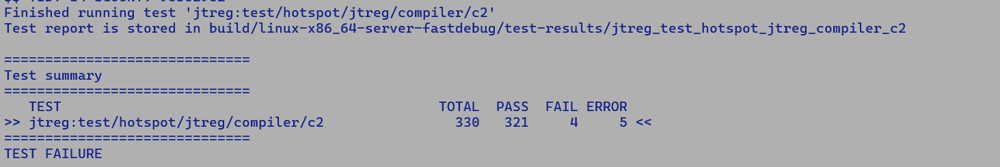 Finished running test 'jtreg:test/hotspot/jtreg/compiler/c2'
Test report is stored in build/linux-x86_64-server-fastdebug/test-results/jtreg_test_hotspot_jtreg_compiler_c2
==============================
Test summary
==============================
TEST TOTAL PASS FAIL ERROR
>> jtreg:test/hotspot/jtreg/compiler/c2 330 321 4 5 <<
==============================
TEST FAILURE